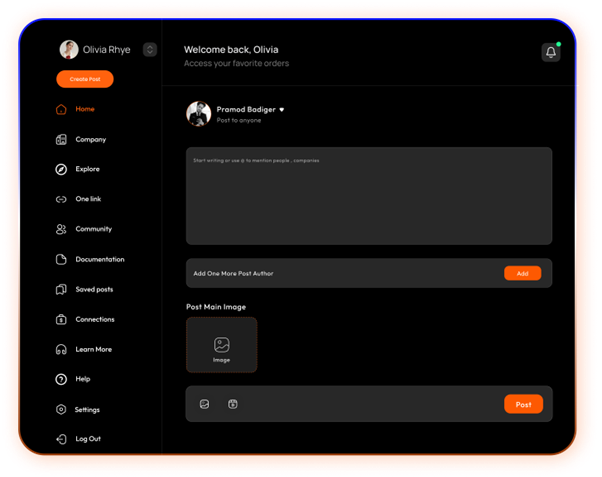 Olivia Rhye
Create Post
Home
Company
Explore
One link
Community
Documentation
Saved posts
Connections
Learn More
Help
Settings
Log Out
Welcome back, Olivia
Access your favorite orders
Pramod Badiger
Post to anyone
Start writing or use @ to mention people , companies
Add One More Post Author
Add
Post Main Image
Image
Post